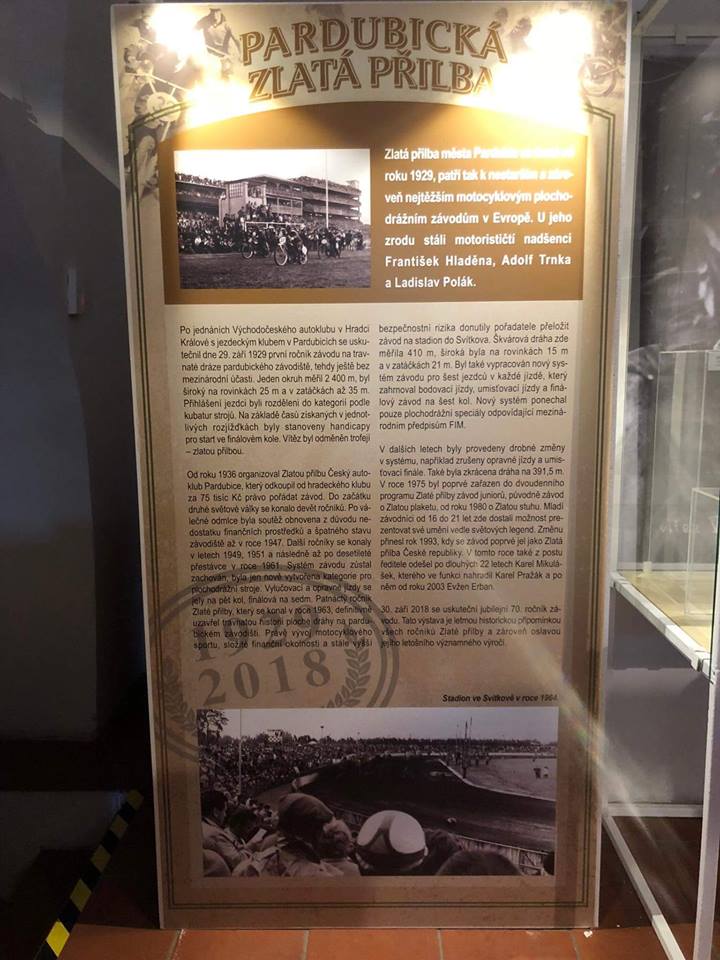 PARDUBICKÁ
ZLATÁ PŘILBA
Zlatá přilba města Pardubic
roku 1929, patří tak k nestarším a záro-
veň nejtěžším motocyklovým plocho-
drážním závodům v Evropě. U jeho
zrodu stáli motorističtí nadšenci
František Hladěna, Adolf Trnka
a Ladislav Polák.
Po jednáních Východočeského autoklubu v Hradci
Králové s jezdeckým klubem v Pardubicích se usku-
tečnil dne 29. září 1929 první ročník závodu na trav-
naté dráze pardubického závodiště, tehdy ještě bez
mezinárodní účasti. Jeden okruh měřil 2 400 m, byl
široký na rovinkách 25 m a v zatáčkách až 35 m.
Přihlášení jezdci byli rozděleni do kategorií podle
kubatur strojů. Na základě časů získaných v jednot-
livých rozjížďkách byly stanoveny handicapy
pro start ve finálovém kole. Vítěz byl odměněn trofejí
– zlatou přilbou.
Od roku 1936 organizoval Zlatou přilbu Český auto-
klub Pardubice, který odkoupil od hradeckého klubu
za 75 tisíc Kč právo pořádat závod. Do začátku
druhé světové války se konalo devět ročníků. Po vá-
lečné odmlce byla soutěž obnovena z důvodu ne-
dostatku finančních prostředků a špatného stavu
závodiště až v roce 1947. Další ročníky se konaly
v letech 1949, 1951 a následně až po desetileté
přestávce v roce 1961. Systém závodu zůstal
zachován, byla jen nově vytvořena kategorie pro
plochodrážní stroje. Vylučovací a opravné jízdy se
jely na pět kol, finálová na sedm. Patnáctý ročník
Zlaté přilby, který se konal v roce 1963, definitivně
uzavřel travnatou historii ploché dráhy na pardu-
bickém závodišti. Právě vývoj motocyklového
sportu, složité finanční okolnosti a stále vyšší
bezpečnostní rizika donutily pořadatele přeložit
závod na stadion do Svítkova. Škvárová dráha zde
měřila 410 m, široká byla na rovinkách 15 m
a v zatáčkách 21 m. Byl také vypracován nový sys-
tém závodu pro šest jezdců v každé jízdě, který
zahrnoval bodovací jízdy, umisťovací jízdy a finá-
lový závod na šest kol. Nový systém ponechal
pouze plochodrážní speciály odpovídající meziná-
rodním předpisům FIM.
V dalších letech byly provedeny drobné změny
v systému, například zrušeny opravné jízdy a umis-
ťovací finále. Také byla zkrácena dráha na 391,5 m.
V roce 1975 byl poprvé zařazen do dvoudenního
programu Zlaté přilby závod juniorů, původně závod
o Zlatou plaketu, od roku 1980 o Zlatou stuhu. Mladí
závodníci od 16 do 21 let zde dostali možnost pre-
zentovat své umění vedle světových legend. Změnu
přinesl rok 1993, kdy se závod poprvé jel jako Zlatá
přilba České republiky. V tomto roce také z postu
ředitele odešel po dlouhých 22 letech Karel Mikulá-
šek, kterého ve funkci nahradil Karel Pražák a po
něm od roku 2003 Evžen Erban.
30. září 2018 se uskuteční jubilejní 70. ročník zá-
vodu. Tato výstava je letmou historickou připomínkou
všech ročníků Zlaté přilby a zároveň oslavou
jejího letošního významného výročí.
2018
Stadion ve Svítkově v roce 1964.